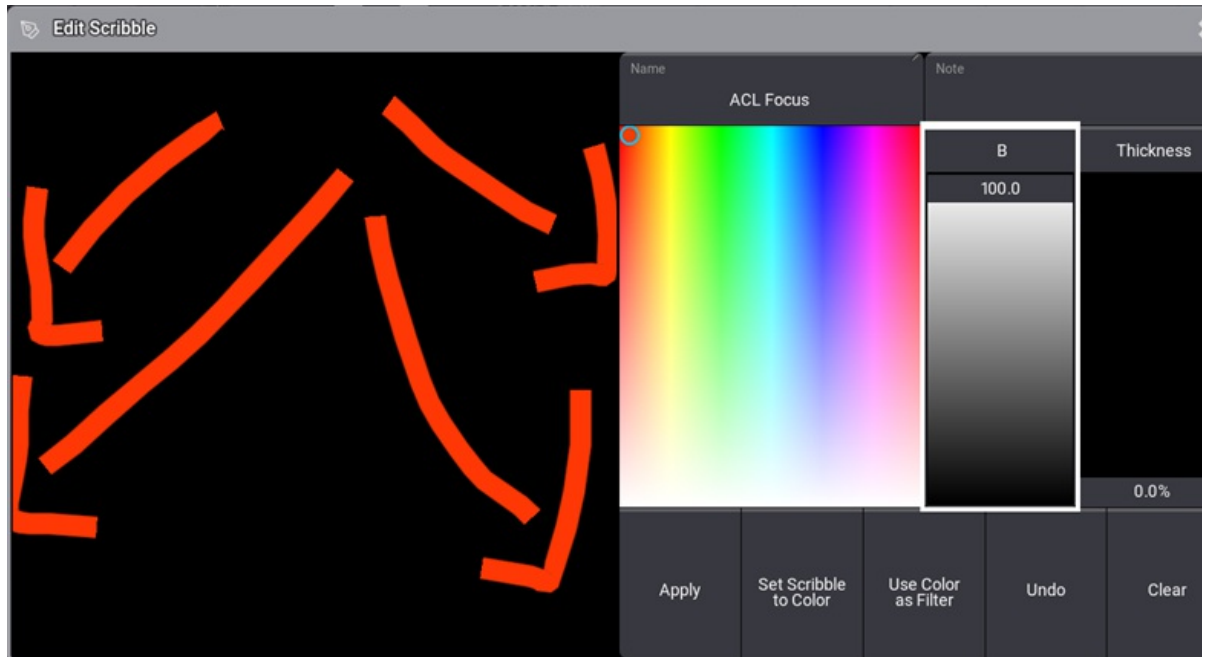 Edit Scribble
Name
ACL Focus
Note
B
100.0
Thickness
0.0%
Apply
Set Scribble
to Color
Use Color
as Filter
Undo
Clear